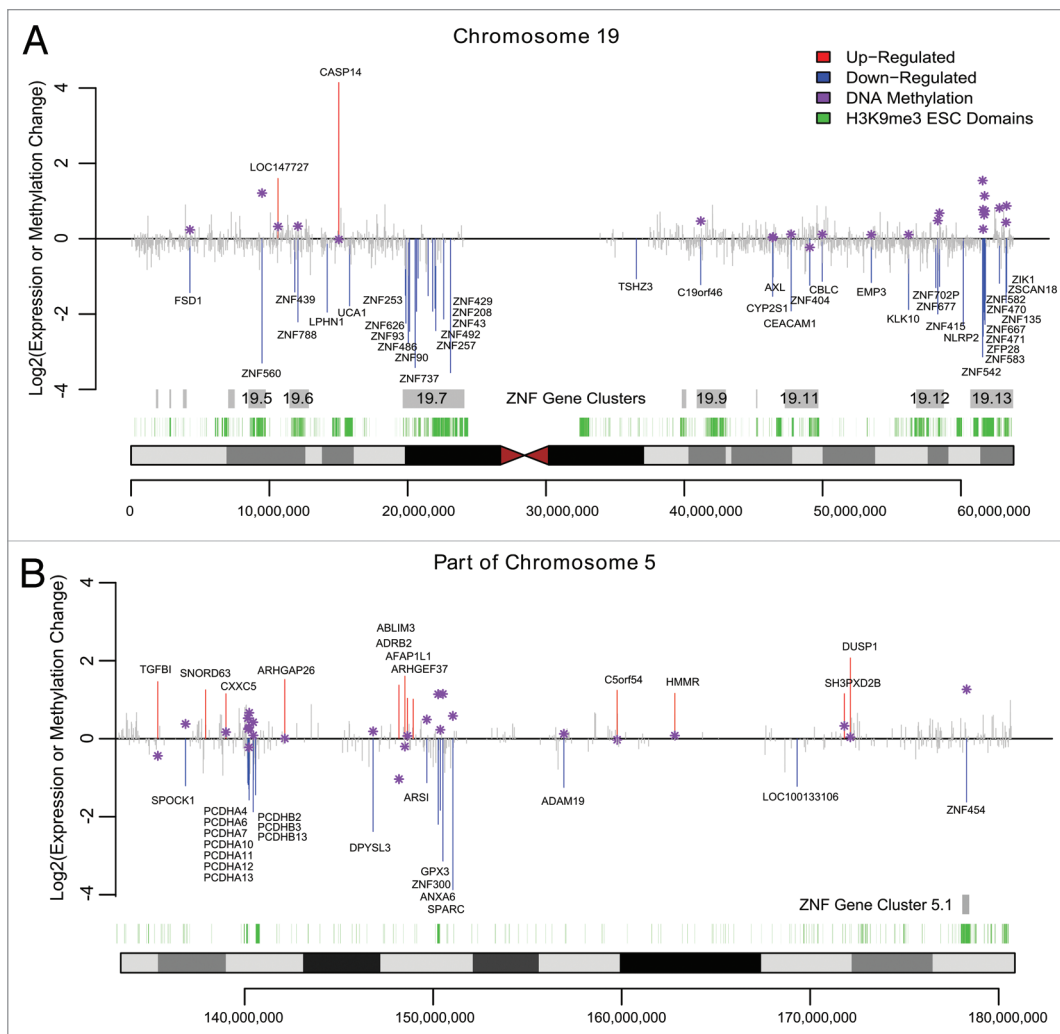 A
Chromosome 19
Up-Regulated
Down-Regulated
DNA Methylation
H3K9me3 ESC Domains
Log2(Expression or Methylation Change)
4
2
0
-2
-4
CASP14
LOC147727
FSD1
ZNF560
ZNF439
ZNF788
LPHN1
UCA1
ZNF253
ZNF626
ZNF93
ZNF486
ZNF90
ZNF737
ZNF429
ZNF208
ZNF43
ZNF492
ZNF257
TSHZ3
C19orf46
AXL
CYP2S1
CEACAM1
ZNF404
CBLC
EMP3
KLK10
ZNF702P
ZNF677
ZNF415
NLRP2
ZIK1
ZSCAN18
ZNF582
ZNF470
ZNF135
ZNF667
ZNF471
ZFP28
ZNF583
ZNF542
19.5
19.6
19.7
ZNF Gene Clusters
19.9
19.11
19.12
19.13
0
10,000,000
20,000,000
30,000,000
40,000,000
50,000,000
60,000,000
B
Part of Chromosome 5
Log2(Expression or Methylation Change)
4
2
0
-2
-4
TGFBI
SNORD63
CXXC5
ARHGAP26
ABLIM3
ADRB2
AFAP1L1
ARHGEF37
C5orf54
HMMR
DUSP1
SH3PXD2B
SPOCK1
PCDHA4
PCDHA6
PCDHA7
PCDHA10
PCDHA11
PCDHA12
PCDHA13
PCDHB2
PCDHB3
PCDHB13
DPYSL3
ARSI
GPX3
ZNF300
ANXA6
SPARC
ADAM19
LOC100133106
ZNF454
ZNF Gene Cluster 5.1
140,000,000
150,000,000
160,000,000
170,000,000
180,000,000